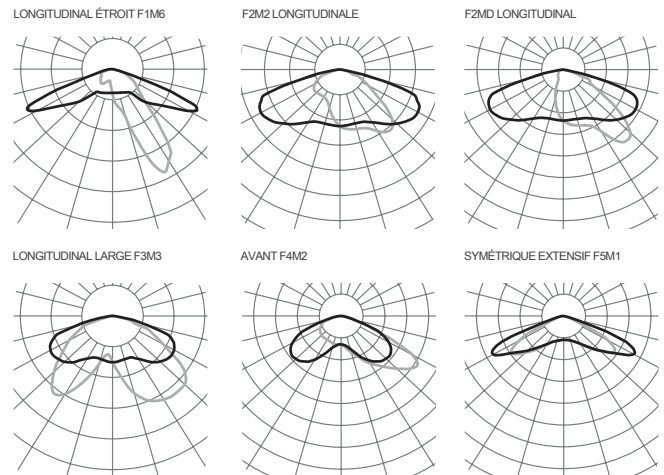 LONGITUDINAL ÉTROIT F1M6
F2M2 LONGITUDINALE
F2MD LONGITUDINAL
LONGITUDINAL LARGE F3M3
AVANT F4M2
SYMÉTRIQUE EXTENSIF F5M1